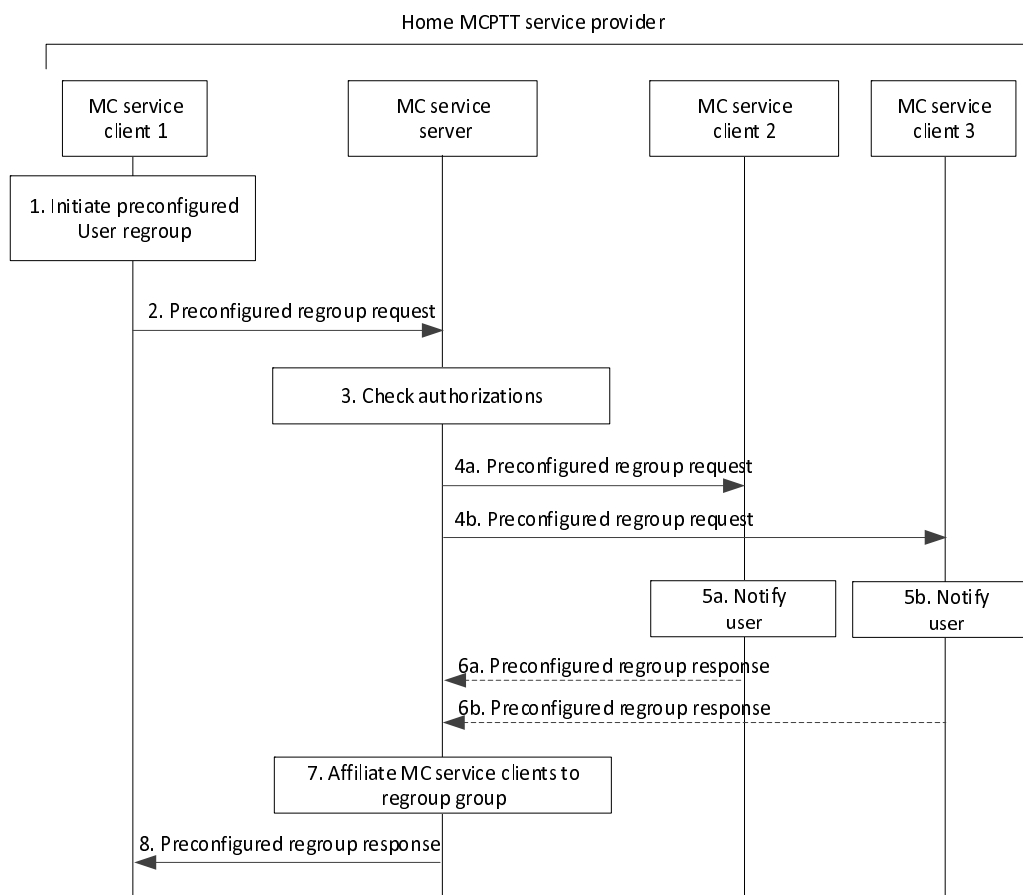 Home MCPTT service provider
MC service
client 1
MC service
server
MC service
client 2
MC service
client 3
1. Initiate preconfigured
User regroup
2. Preconfigured regroup request
3. Check authorizations
4a. Preconfigured regroup request
4b. Preconfigured regroup request
5a. Notify
user
5b. Notify
user
6a. Preconfigured regroup response
6b. Preconfigured regroup response
7. Affiliate MC service clients to
regroup group
8. Preconfigured regroup response